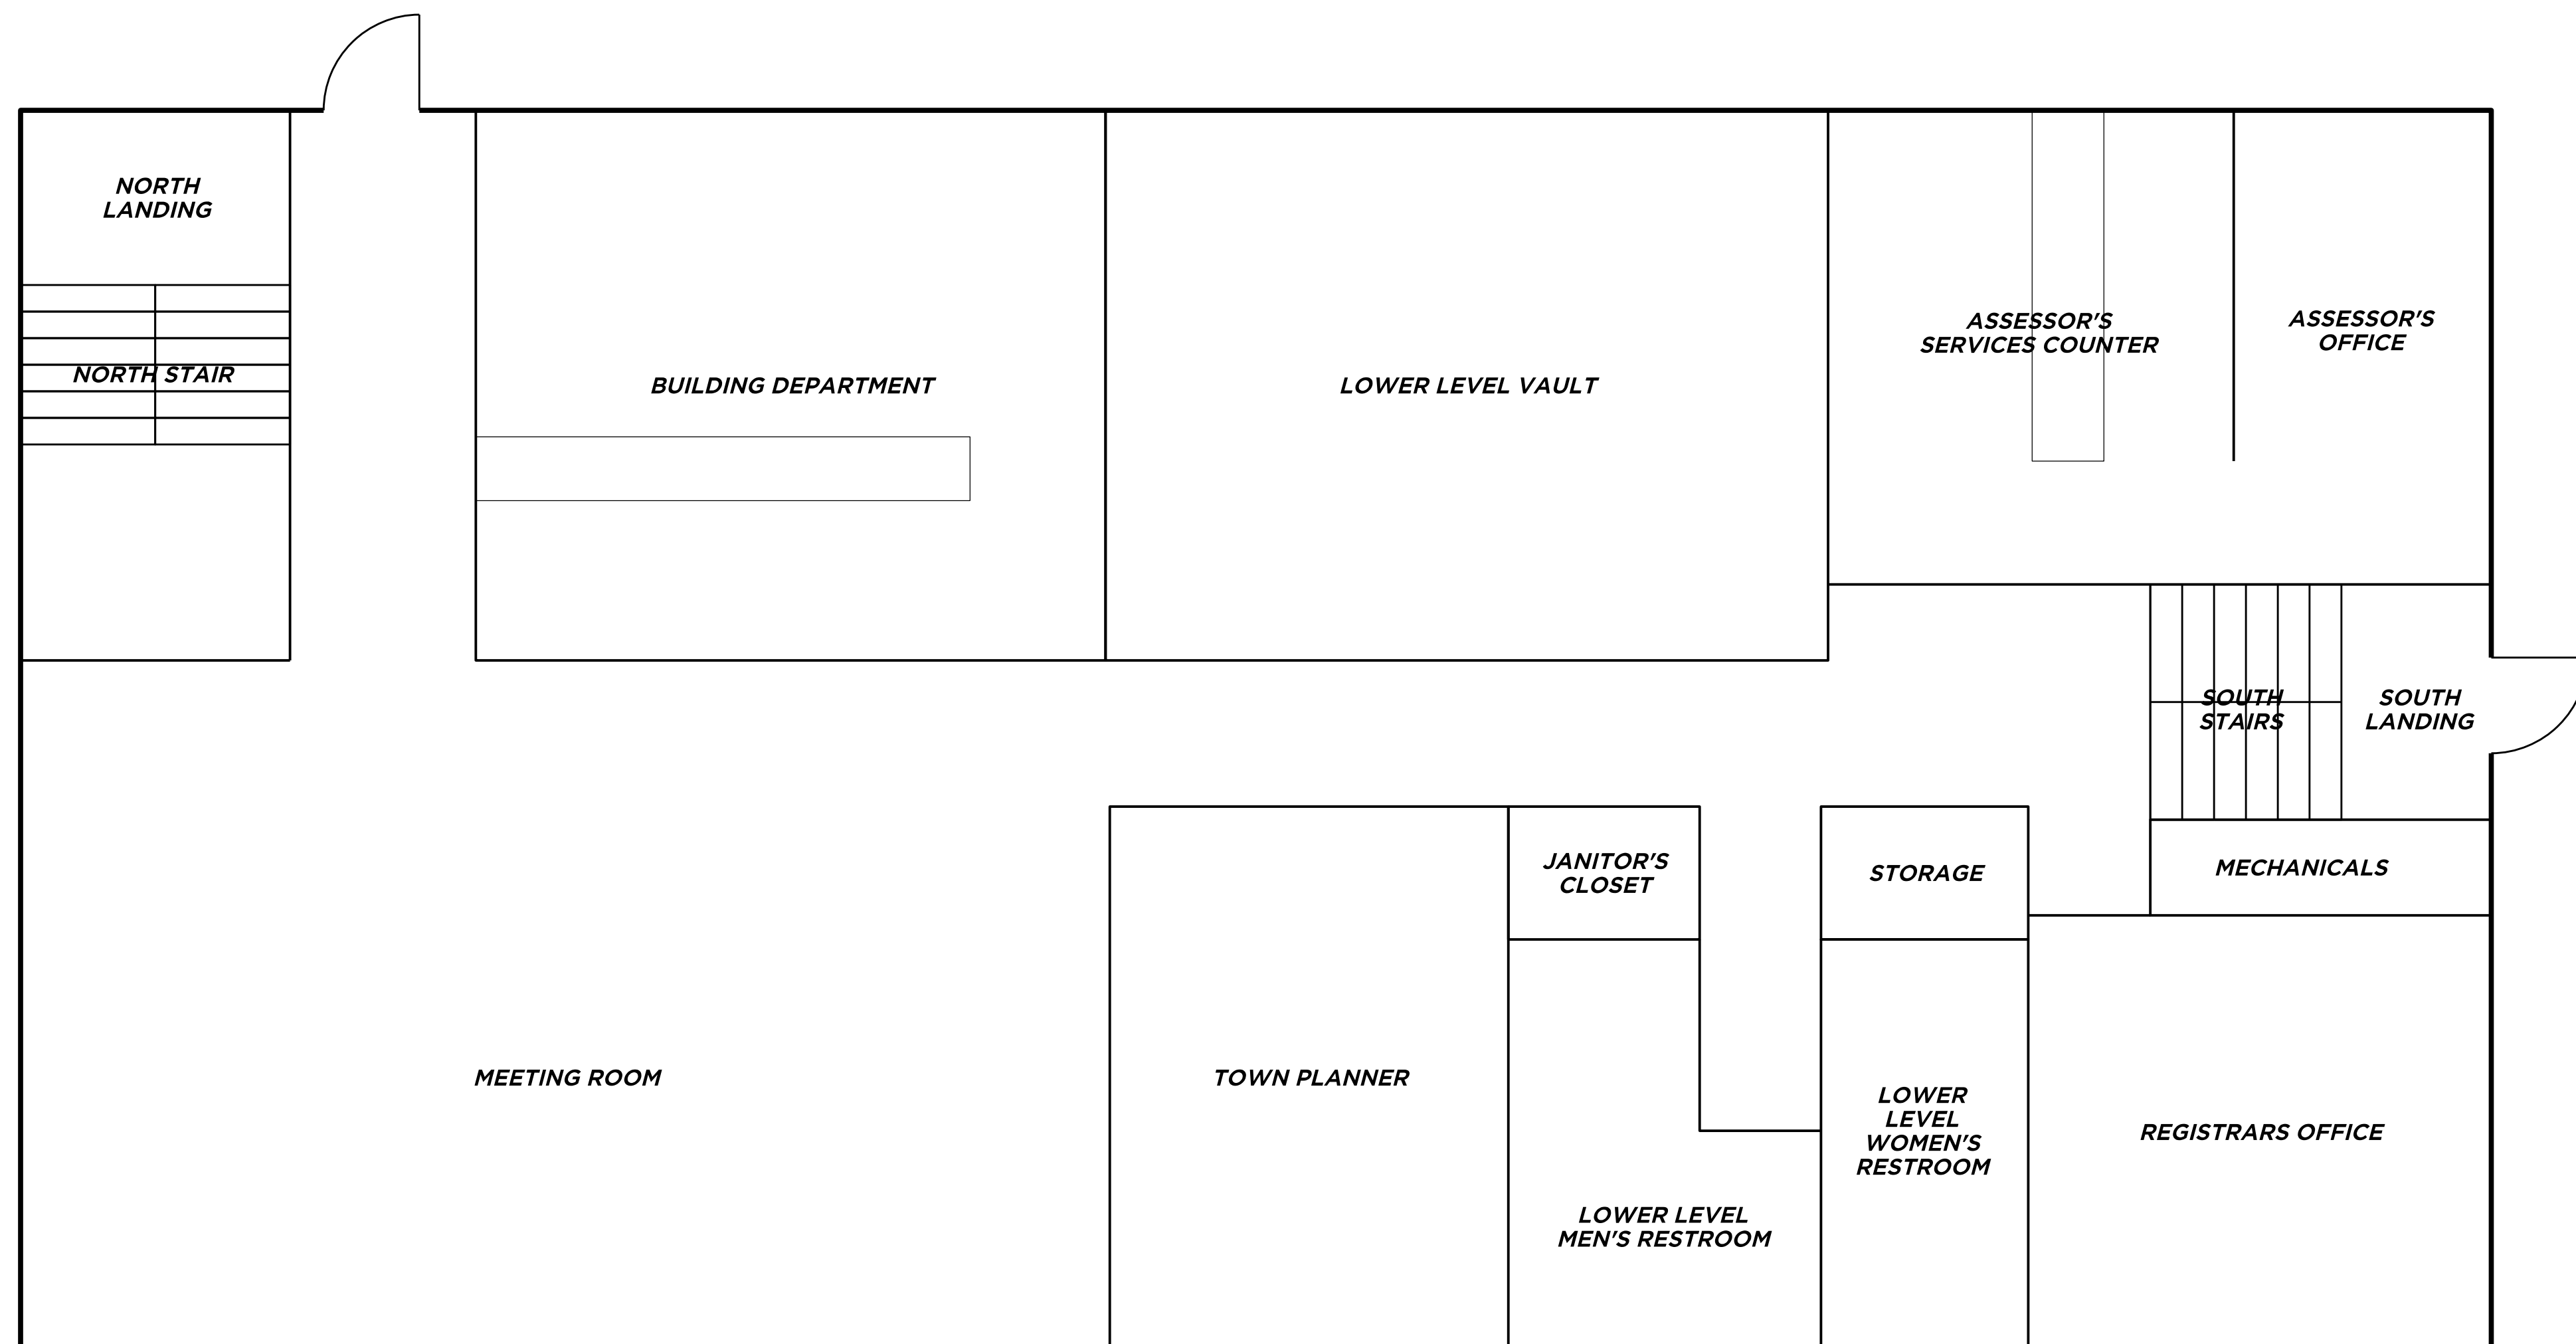 NORTH
LANDING
NORTH STAIR
BUILDING DEPARTMENT
LOWER LEVEL VAULT
ASSESSOR'S
SERVICES COUNTER
ASSESSOR'S
OFFICE
SOUTH
STAIRS
SOUTH
LANDING
JANITOR'S
CLOSET
STORAGE
MECHANICALS
MEETING ROOM
TOWN PLANNER
LOWER
LEVEL
WOMEN'S
RESTROOM
REGISTRARS OFFICE
LOWER LEVEL
MEN'S RESTROOM